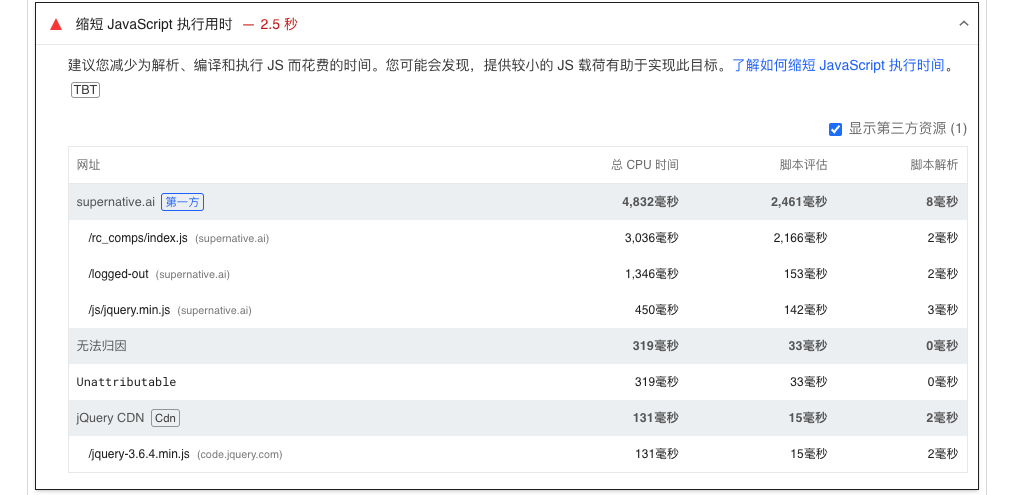 缩短 JavaScript 执行用时 — 2.5 秒
建议您减少为解析、编译和执行 JS 而花费的时间。您可能会发现，提供较小的 JS 载荷有助于实现此目标。了解如何缩短 JavaScript 执行时间。
TBT
显示第三方资源 (1)
网址 总 CPU 时间 脚本评估 脚本解析
supernative.ai 第一方 4,832毫秒 2,461毫秒 8毫秒
/rc_comps/index.js (supernative.ai) 3,036毫秒 2,166毫秒 2毫秒
/logged-out (supernative.ai) 1,346毫秒 153毫秒 2毫秒
/js/jquery.min.js (supernative.ai) 450毫秒 142毫秒 3毫秒
无法归因 319毫秒 33毫秒 0毫秒
Unattributable 319毫秒 33毫秒 0毫秒
jQuery CDN Cdn 131毫秒 15毫秒 2毫秒
/jquery-3.6.4.min.js (code.jquery.com) 131毫秒 15毫秒 2毫秒